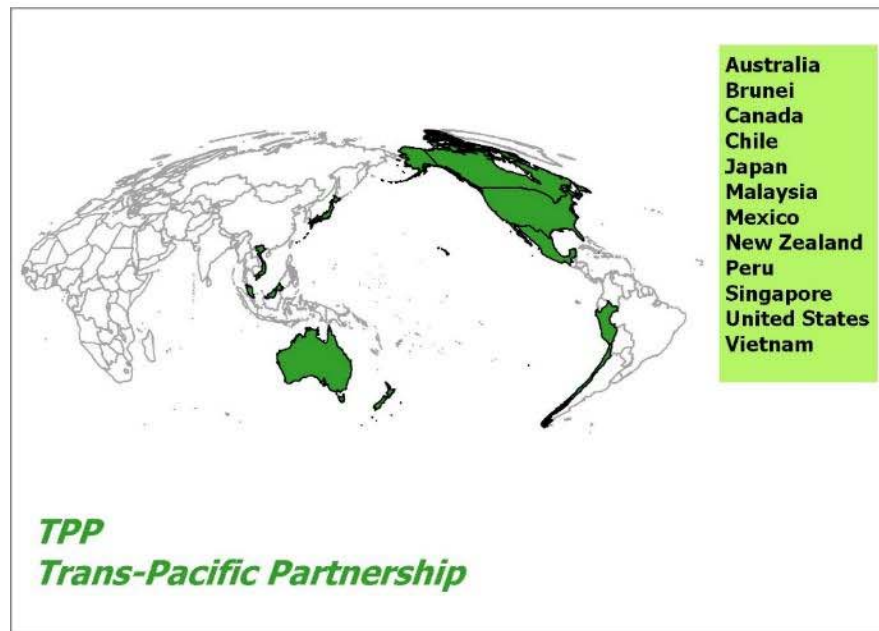 Australia
Brunei
Canada
Chile
Japan
Malaysia
Mexico
New Zealand
Peru
Singapore
United States
Vietnam
TPP
Trans-Pacific Partnership